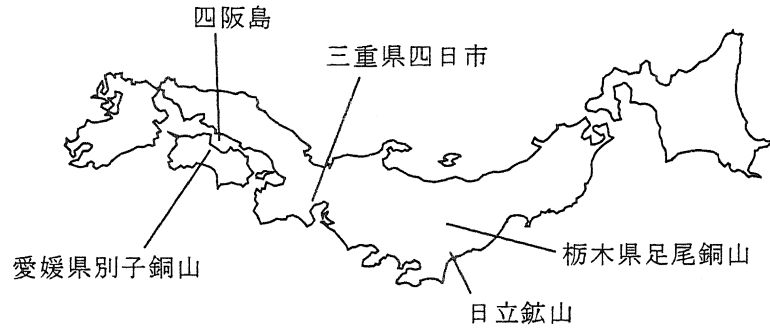 四阪島
三重県四日市
愛媛県別子銅山
栃木県足尾銅山
日立鉱山